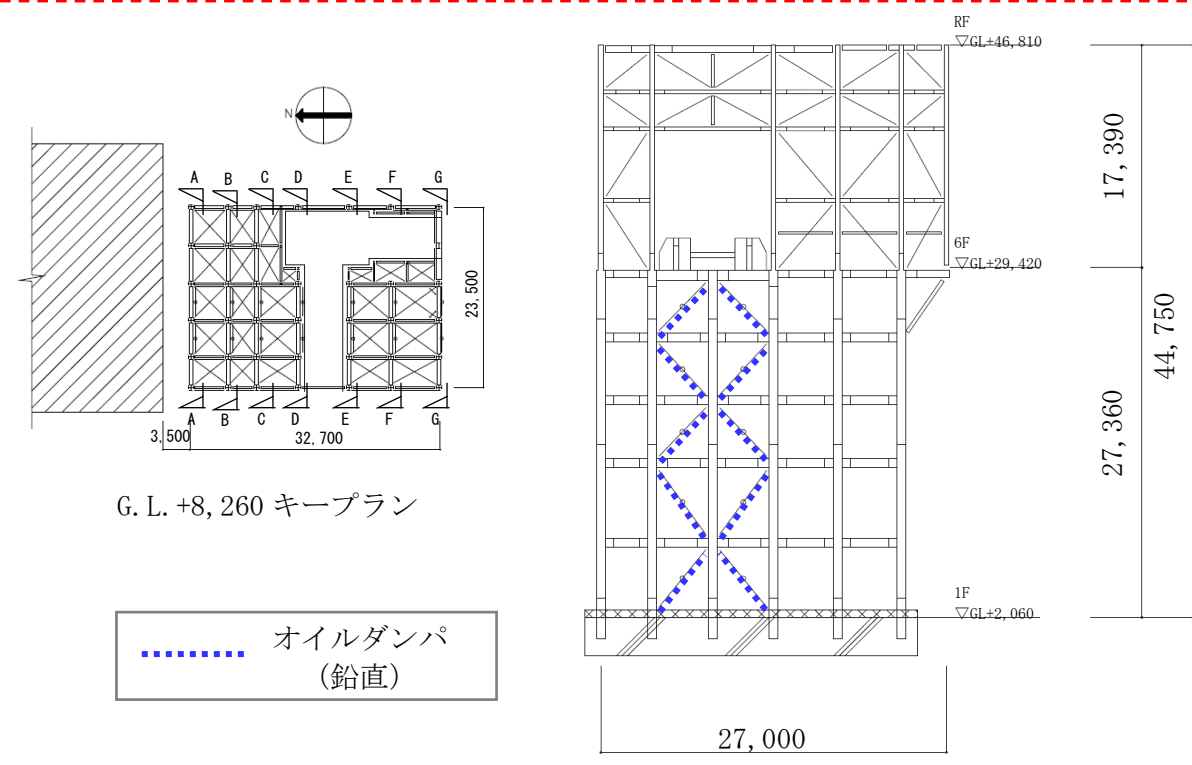 N
A B C D E F G
23,500
A B C D E F G
3,500
32,700
G.L.+8,260 キープラン
オイルダンパ
(鉛直)
RF
▽GL+46,810
17,390
6F
▽GL+29,420
44,750
27,360
1F
▽GL+2,060
27,000